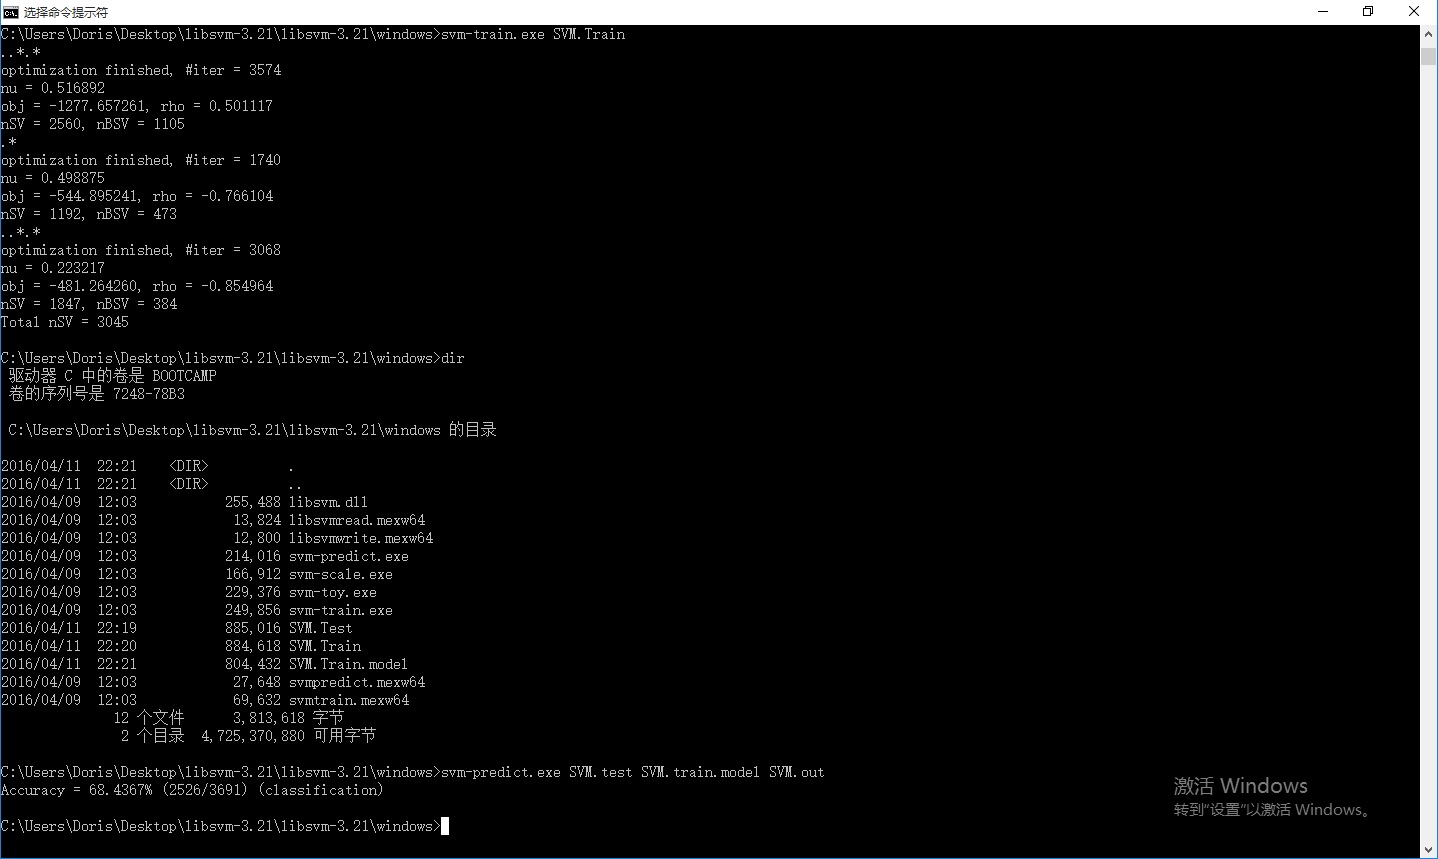 选择命令提示符
C:\Users\Doris\Desktop\libsvm-3.21\libsvm-3.21\windows>svm-train.exe SVM.Train
..*.*
optimization finished, #iter = 3574
nu = 0.516892
obj = -1277.657261, rho = 0.501117
nSV = 2560, nBSV = 1105
.*
optimization finished, #iter = 1740
nu = 0.498875
obj = -544.895241, rho = -0.766104
nSV = 1192, nBSV = 473
..*.*
optimization finished, #iter = 3068
nu = 0.223217
obj = -481.264260, rho = -0.854964
nSV = 1847, nBSV = 384
Total nSV = 3045
C:\Users\Doris\Desktop\libsvm-3.21\libsvm-3.21\windows>dir
驱动器 C 中的卷是 BOOTCAMP
卷的序列号是 7248-78B3
C:\Users\Doris\Desktop\libsvm-3.21\libsvm-3.21\windows 的目录
2016/04/11  22:21    <DIR>          .
2016/04/11  22:21    <DIR>          ..
2016/04/09  12:03           255,488 libsvm.dll
2016/04/09  12:03            13,824 libsvmread.mexw64
2016/04/09  12:03            12,800 libsvmwrite.mexw64
2016/04/09  12:03           214,016 svm-predict.exe
2016/04/09  12:03           166,912 svm-scale.exe
2016/04/09  12:03           229,376 svm-toy.exe
2016/04/09  12:03           249,856 svm-train.exe
2016/04/11  22:19           885,016 SVM.Test
2016/04/11  22:20           884,618 SVM.Train
2016/04/11  22:21           804,432 SVM.Train.model
2016/04/09  12:03            27,648 svmpredict.mexw64
2016/04/09  12:03            69,632 svmtrain.mexw64
12 个文件      3,813,618 字节
2 个目录  4,725,370,880 可用字节
C:\Users\Doris\Desktop\libsvm-3.21\libsvm-3.21\windows>svm-predict.exe SVM.test SVM.train.model SVM.out
Accuracy = 68.4367% (2526/3691) (classification)
C:\Users\Doris\Desktop\libsvm-3.21\libsvm-3.21\windows>
激活 Windows
转到“设置”以激活 Windows。